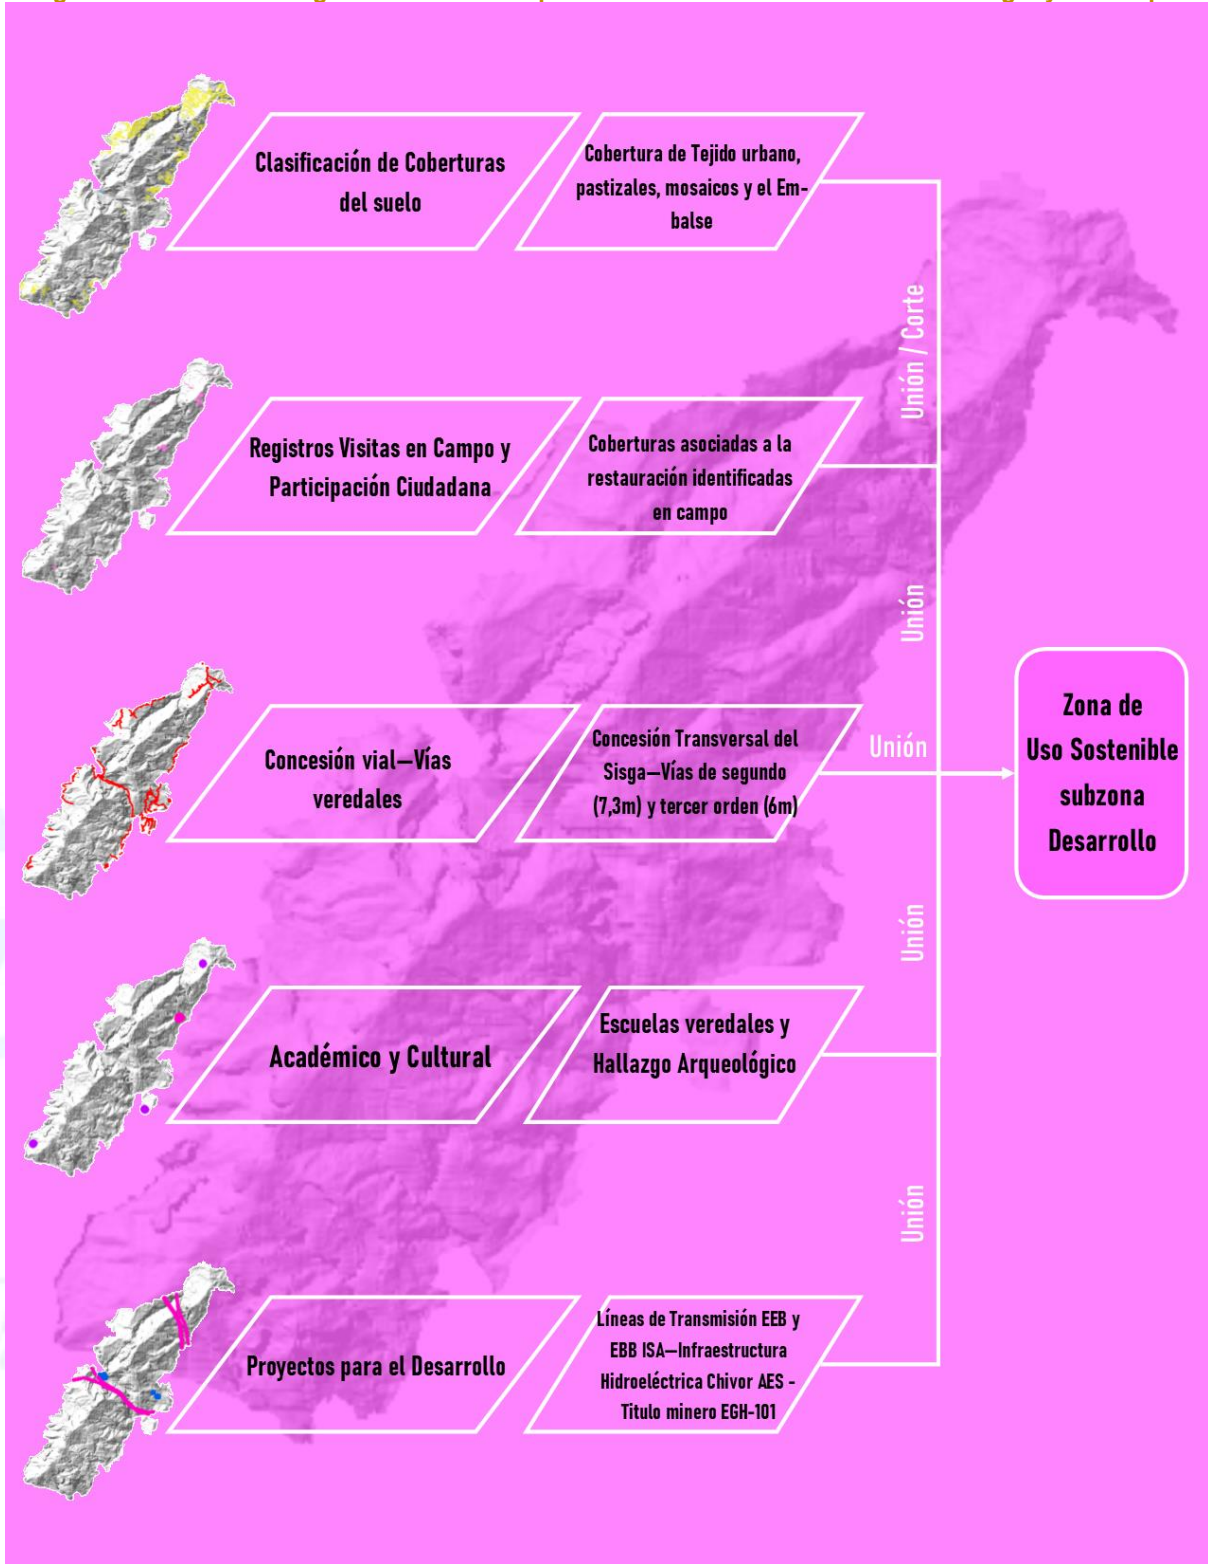 Clasificación de Coberturas
del suelo
Cobertura de Tejido urbano,
pastizales, mosaicos y el Em-
balse
Unión / Corte
Registros Visitas en Campo y
Participación Ciudadana
Coberturas asociadas a la
restauración identificadas
en campo
Unión
Concesión vial—Vías
veredales
Concesión Transversal del
Sisga—Vías de segundo
(7,3m) y tercer orden (6m)
Unión
Zona de
Uso Sostenible
subzona
Desarrollo
Unión
Académico y Cultural
Escuelas veredales y
Hallazgo Arqueológico
Unión
Proyectos para el Desarrollo
Líneas de Transmisión EEB y
EBB ISA—Infraestructura
Hidroeléctrica Chivor AES -
Titulo minero EGH-101